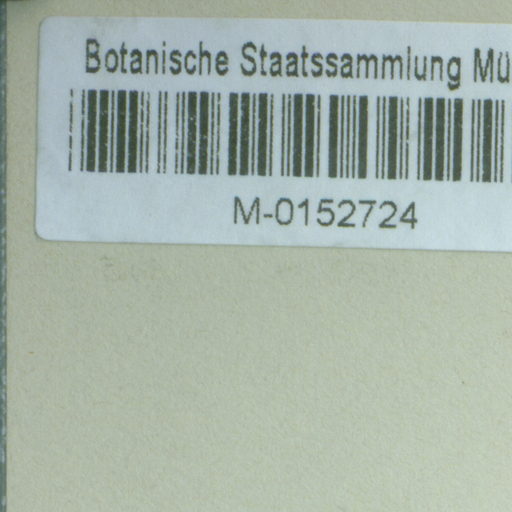 Botanische Staatssammlung Mü
M-0152724